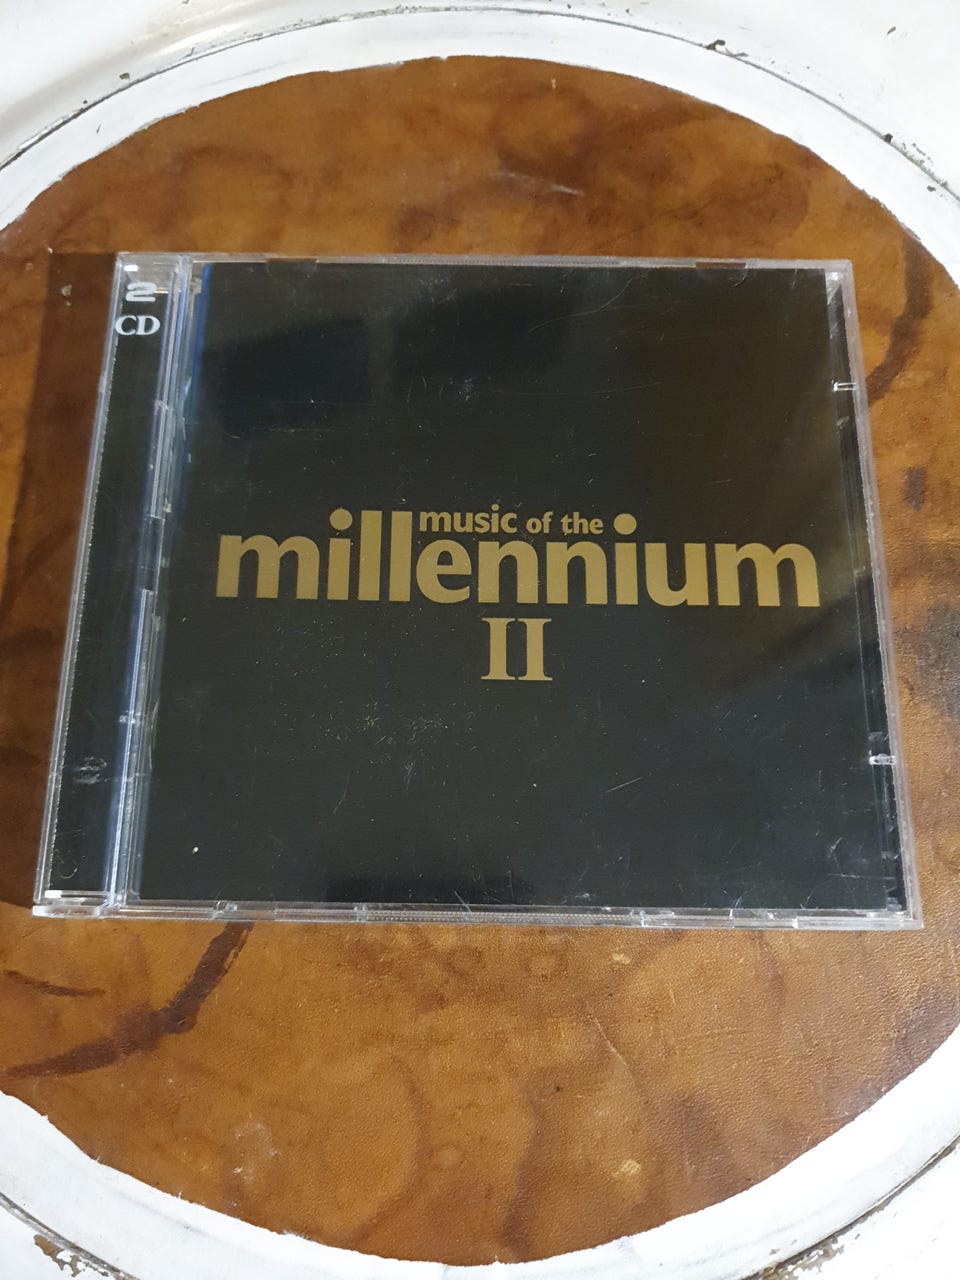 2
CD
music of the
millennium
II